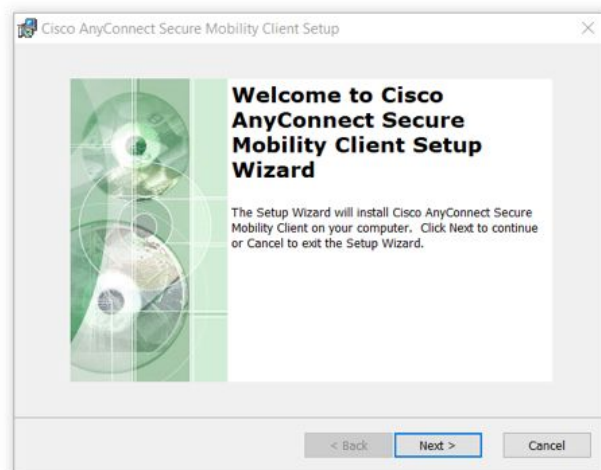 Cisco AnyConnect Secure Mobility Client Setup
Welcome to Cisco
AnyConnect Secure
Mobility Client Setup
Wizard
The Setup Wizard will install Cisco AnyConnect Secure
Mobility Client on your computer. Click Next to continue
or Cancel to exit the Setup Wizard.
< Back Next > Cancel